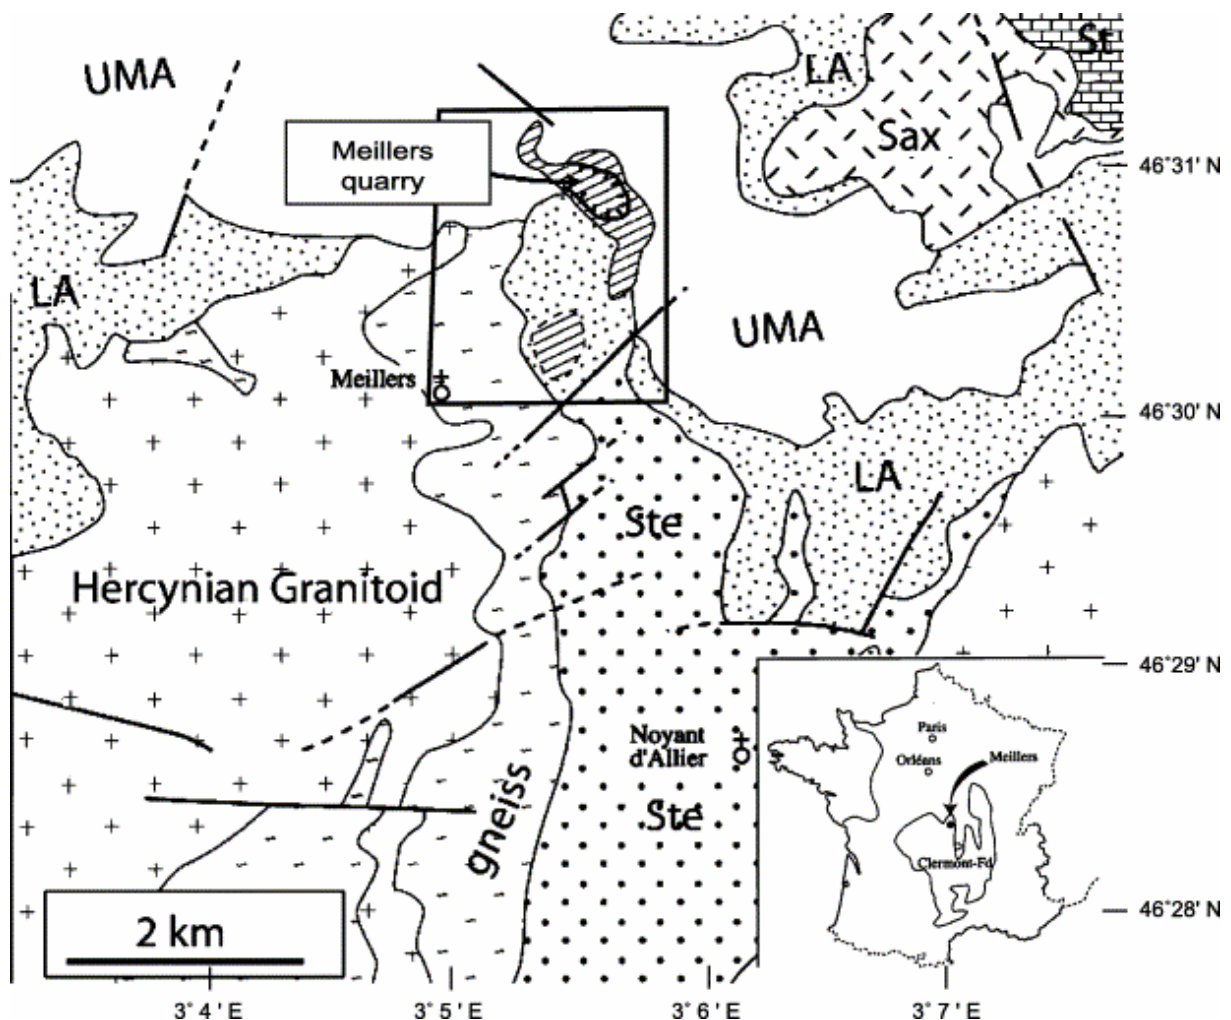 UMA
LA
St
Sax
Meillers
quarry
46°31' N
LA
UMA
Meillers
46°30' N
LA
Ste
Hercynian Granitoid
46°29' N
Noyant
d'Allier
gneiss
Ste
Paris
Orléans
Meillers
Clermont-Fd
46°28' N
2 km
3° 4' E
3° 5' E
3° 6' E
3° 7' E